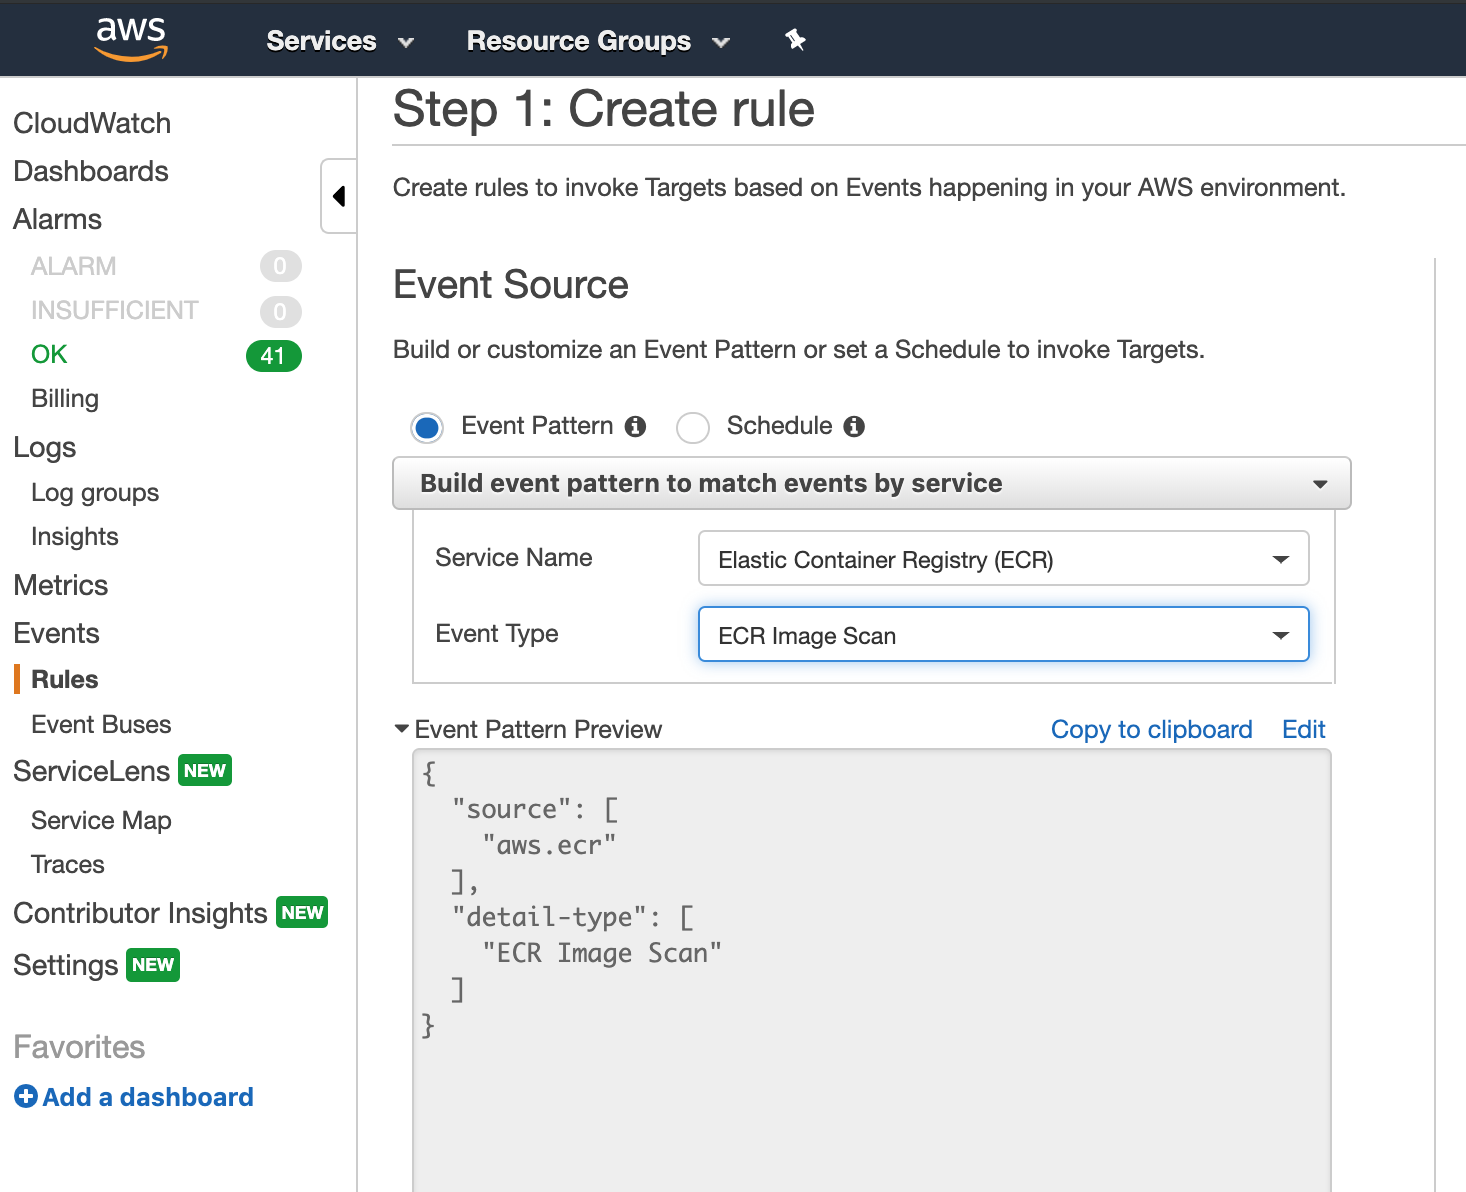 aws
Services
Resource Groups
CloudWatch
Dashboards
Alarms
ALARM 0
INSUFFICIENT 0
OK 41
Billing
Logs
Log groups
Insights
Metrics
Events
Rules
Event Buses
ServiceLens NEW
Service Map
Traces
Contributor Insights NEW
Settings NEW
Favorites
Add a dashboard
Step 1: Create rule
Create rules to invoke Targets based on Events happening in your AWS environment.
Event Source
Build or customize an Event Pattern or set a Schedule to invoke Targets.
Event Pattern Schedule
Build event pattern to match events by service
Service Name Elastic Container Registry (ECR)
Event Type ECR Image Scan
Event Pattern Preview Copy to clipboard Edit
{
"source": [
"aws.ecr"
],
"detail-type": [
"ECR Image Scan"
]
}